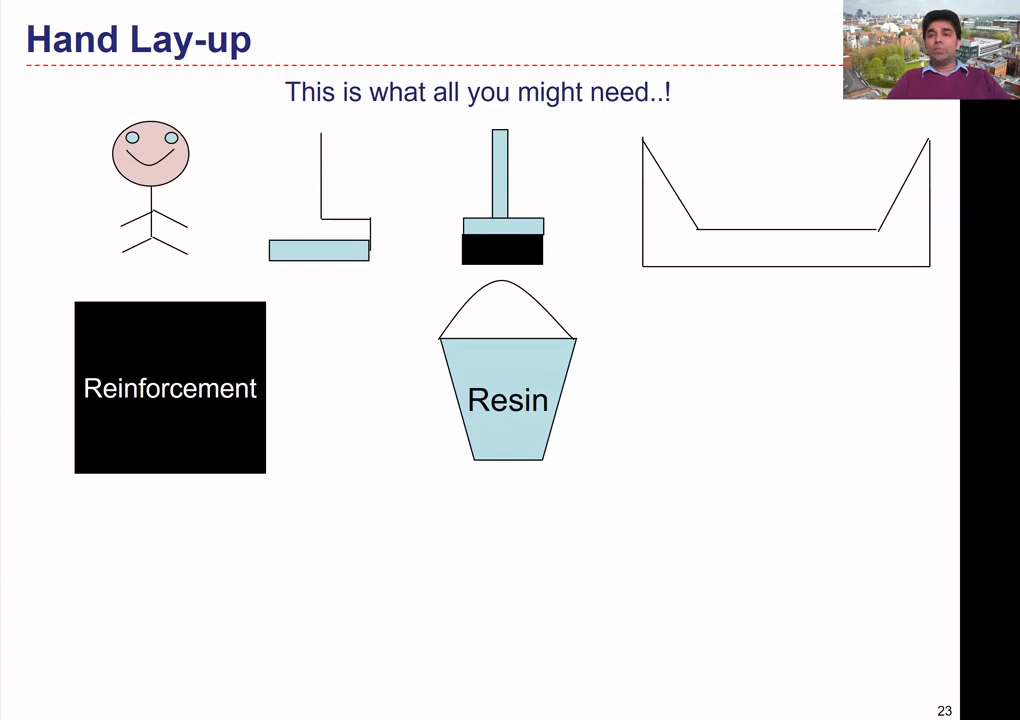 Hand Lay-up
This is what all you might need..!
Reinforcement
Resin
23